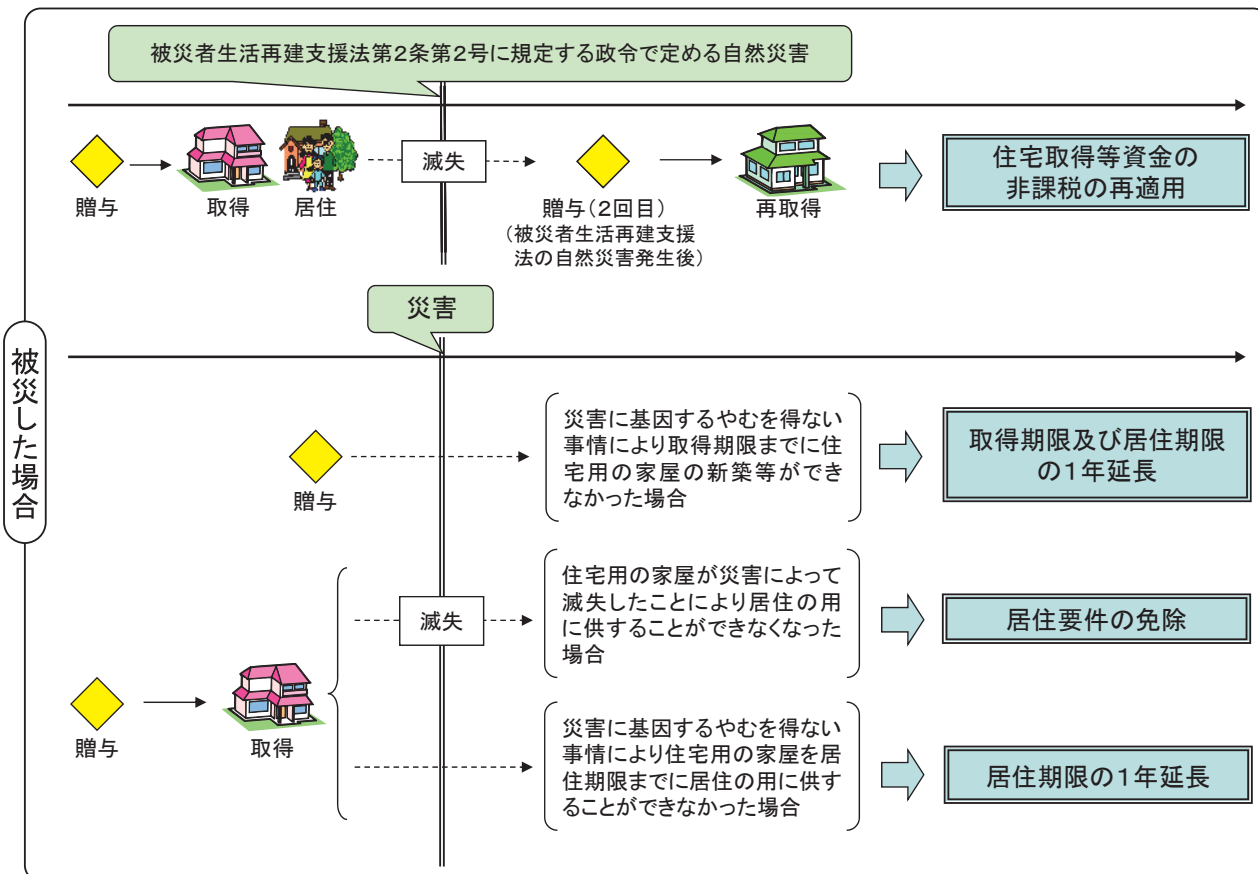 被災者生活再建支援法第2条第2号に規定する政令で定める自然災害
贈与
取得
居住
滅失
贈与(2回目)
(被災者生活再建支援
法の自然災害発生後)
再取得
住宅取得等資金の
非課税の再適用
被災した場合
災害
贈与
災害に基因するやむを得ない
事情により取得期限までに住
宅用の家屋の新築等ができ
なかった場合
取得期限及び居住期限
の1年延長
贈与
取得
滅失
住宅用の家屋が災害によって
滅失したことにより居住の用
に供することができなくなった
場合
居住要件の免除
災害に基因するやむを得ない
事情により住宅用の家屋を居
住期限までに居住の用に供す
ることができなかった場合
居住期限の1年延長